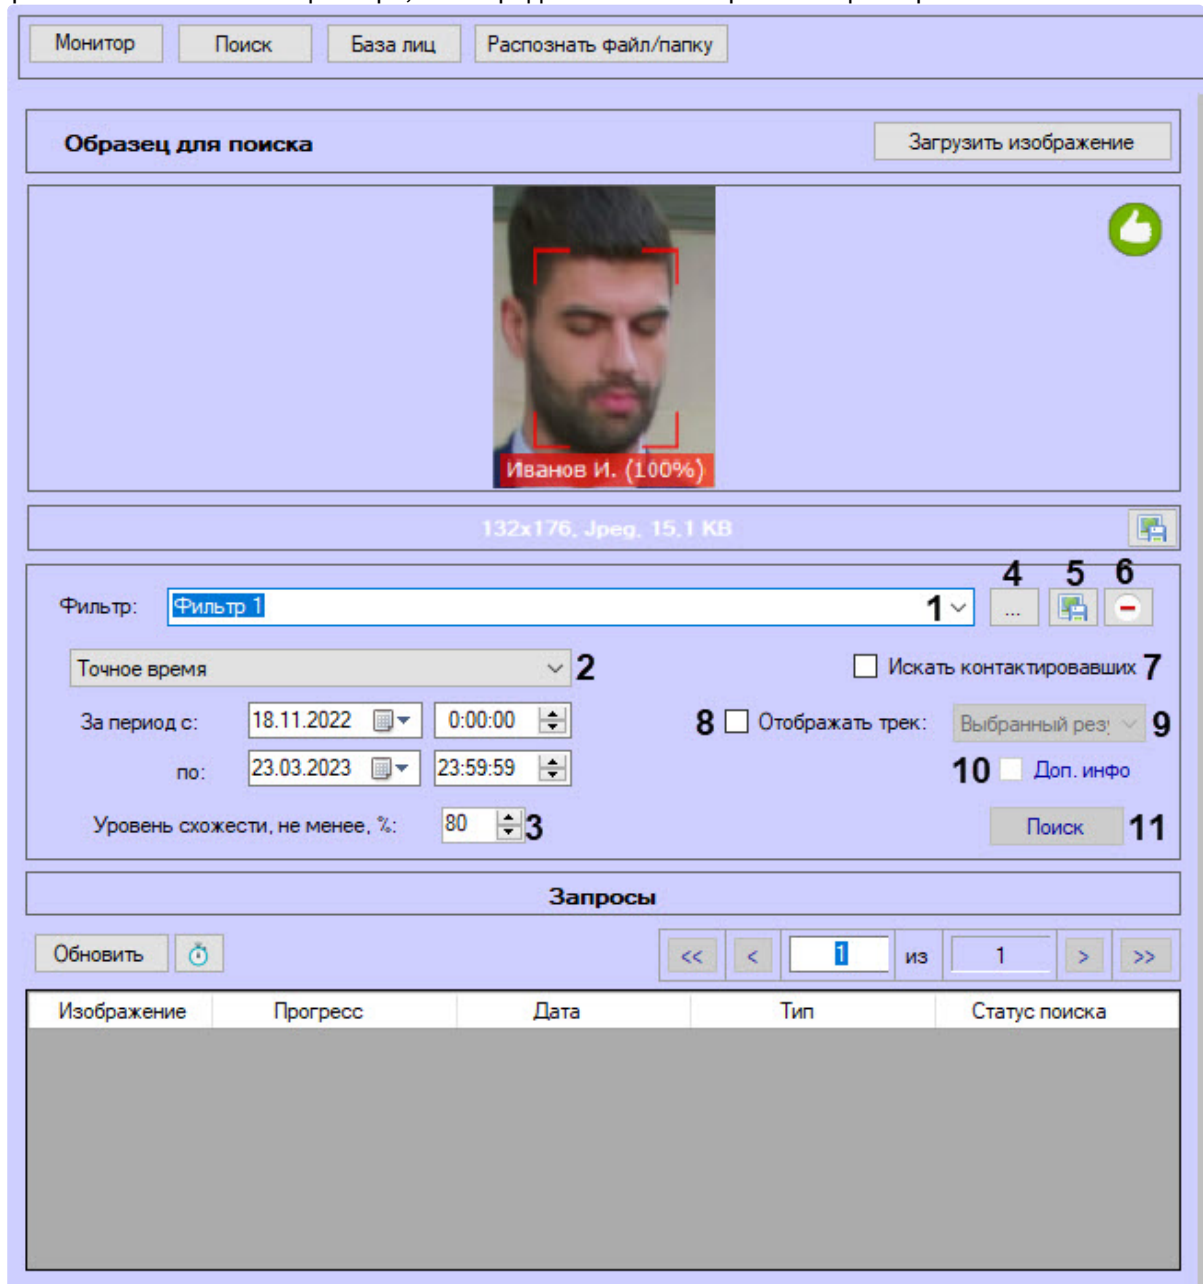 Монитор Поиск База лиц Распознать файл/папку
Образец для поиска Загрузить изображение
Иванов И. (100%)
132x176, Jpeg, 15,1 KB
4 5 6
Фильтр: Фильтр 1 1 ...
Точное время 2 Искать контактировавших 7
За период с: 18.11.2022 0:00:00 8 Отображать трек: Выбранный рез 9
по: 23.03.2023 23:59:59 10 Доп. инфо
Уровень схожести, не менее, %: 80 3 Поиск 11
Запросы
Обновить << < 1 из 1 > >>
Изображение Прогресс Дата Тип Статус поиска